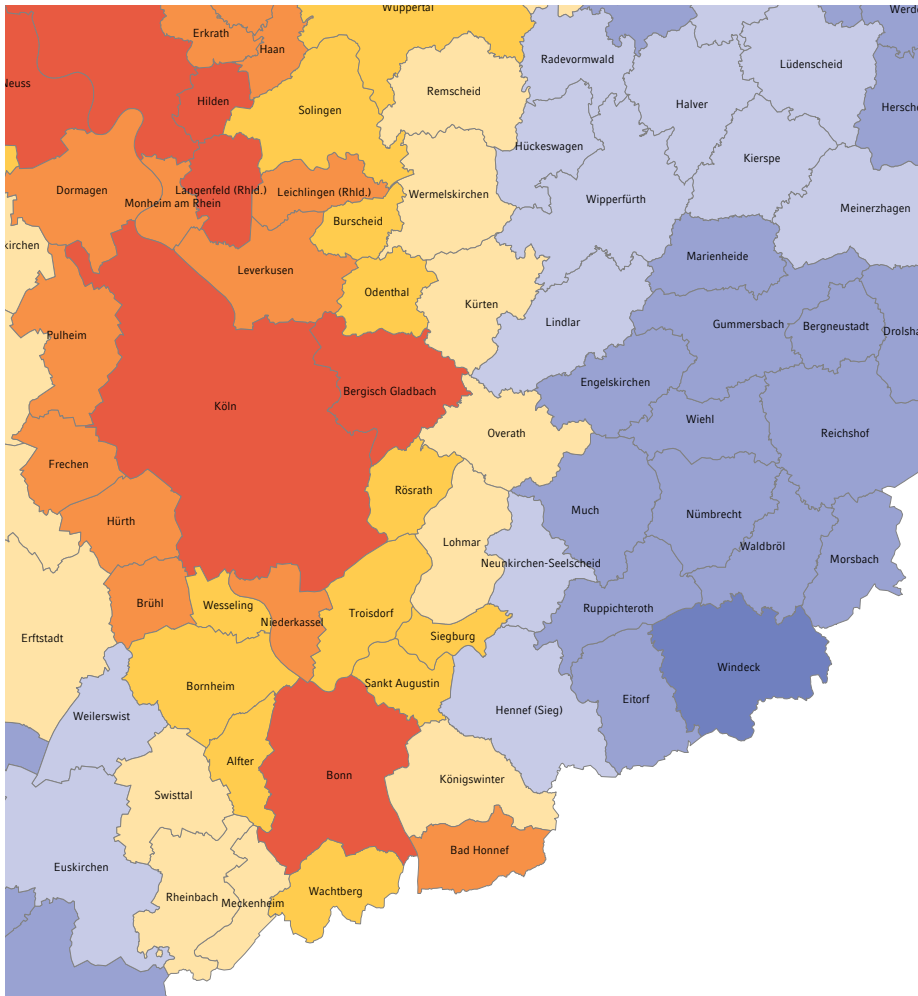 Wuppertal
Erkrath
Haan
Radevormwald
Lüdenscheid
Neuss
Hilden
Remscheid
Halver
Solingen
Hückeswagen
Kierspe
Dormagen
Langenfeld (Rhld.)
Leichlingen (Rhld.)
Wermelskirchen
Wipperfürth
Monheim am Rhein
Meinerzhagen
Burscheid
kirchen
Marienheide
Leverkusen
Odenthal
Kürten
Lindlar
Gummersbach
Bergneustadt
Pulheim
Engelskirchen
Bergisch Gladbach
Köln
Wiehl
Overath
Reichshof
Frechen
Rösrath
Much
Nümbrecht
Hürth
Lohmar
Waldbröl
Neunkirchen-Seelscheid
Morsbach
Brühl
Wesseling
Troisdorf
Ruppichteroth
Niederkassel
Siegburg
Erftstadt
Windeck
Bornheim
Sankt Augustin
Eitorf
Weilerswist
Hennef (Sieg)
Alfter
Bonn
Königswinter
Swisttal
Bad Honnef
Euskirchen
Wachtberg
Rheinbach
Meckenheim